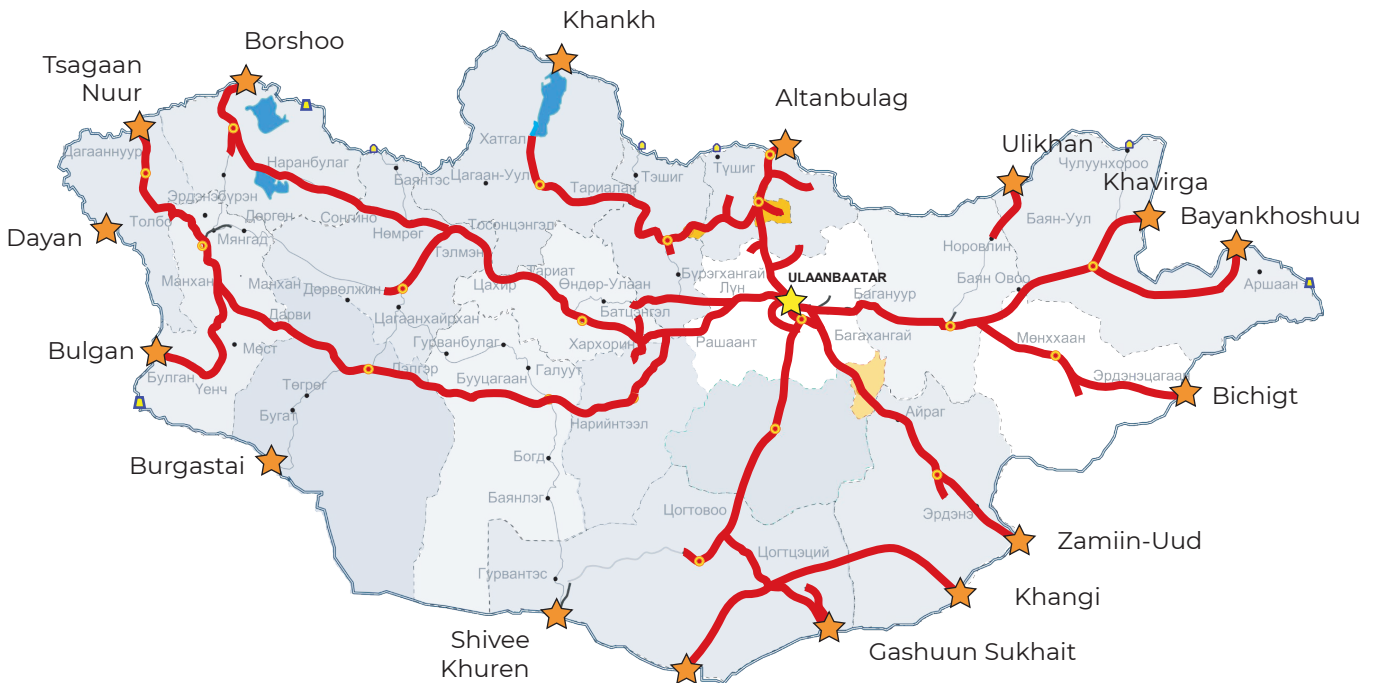 Khankh
Borshoo
Tsagaan
Nuur
Altanbulag
Ulikhan
Чулуунхороо
Хатгал
Цагааннуур
Наранбулаг
Баянтэс
Цагаан-Уул
Тариалан
Тэшиг
Түшиг
Khavirga
Эрдэнэбүрэн
Толбо
Дөргөн
Сонгино
Тосонцэнгэл
Баян-Уул
Bayankhoshuu
Dayan
Мянгад
Нөмрөг
Тэлмэн
Норовлин
Манхан
Манхан
Дөрвөлжин
Цахир
Тариат
Өндөр-Улаан
Бүрэгхангай
Лүн
ULAANBAATAR
Багануур
Баян Овоо
Аршаан
Дарви
Цагаанхайрхан
Батцэнгэл
Bulgan
Мөст
Гурванбулаг
Хархорин
Рашаант
Багахангай
Мөнххаан
Булган
Үенч
Төгрөг
Дэлгэр
Бууцагаан
Галуут
Эрдэнэцагаан
Бугат
Нарийнтээл
Айраг
Bichigt
Burgastai
Богд
Баянлэг
Цогтовоо
Эрдэнэ
Цогтцэций
Zamiin-Uud
Гурвантэс
Khangi
Shivee
Khuren
Gashuun Sukhait